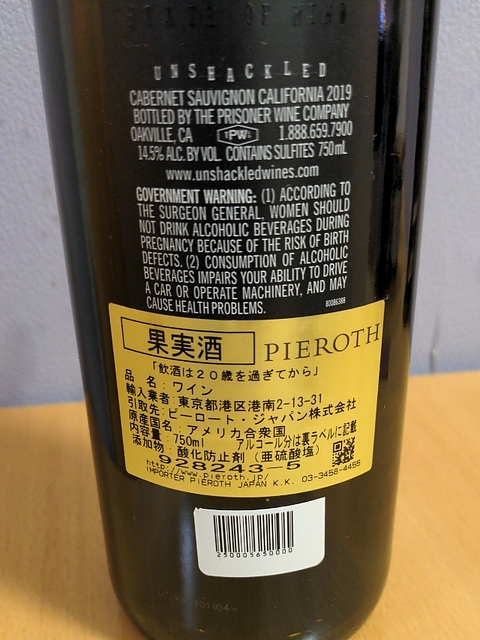 STATE OF MIND
UNSHACKLED
CABERNET SAUVIGNON CALIFORNIA 2019
BOTTLED BY THE PRISONER WINE COMPANY
OAKVILLE, CA TPWC 1.888.659.7900
14.5% ALC. BY VOL. CONTAINS SULFITES 750mL
www.unshackledwines.com
GOVERNMENT WARNING: (1) ACCORDING TO
THE SURGEON GENERAL, WOMEN SHOULD
NOT DRINK ALCOHOLIC BEVERAGES DURING
PREGNANCY BECAUSE OF THE RISK OF BIRTH
DEFECTS. (2) CONSUMPTION OF ALCOHOLIC
BEVERAGES IMPAIRS YOUR ABILITY TO DRIVE
A CAR OR OPERATE MACHINERY, AND MAY
CAUSE HEALTH PROBLEMS.
果実酒 PIEROTH
「飲酒は20歳を過ぎてから」
品名:ワイン
輸入業者:東京都港区港南2-13-31
引取先:ピーロート・ジャパン株式会社
原産国名:アメリカ合衆国
内容量:750ml アルコール分は裏ラベルに記載
添加物:酸化防止剤(亜硫酸塩)
928243-5
http://www.pieroth.jp/
IMPORTER PIEROTH JAPAN K.K. 03-3458-4455
250005650000